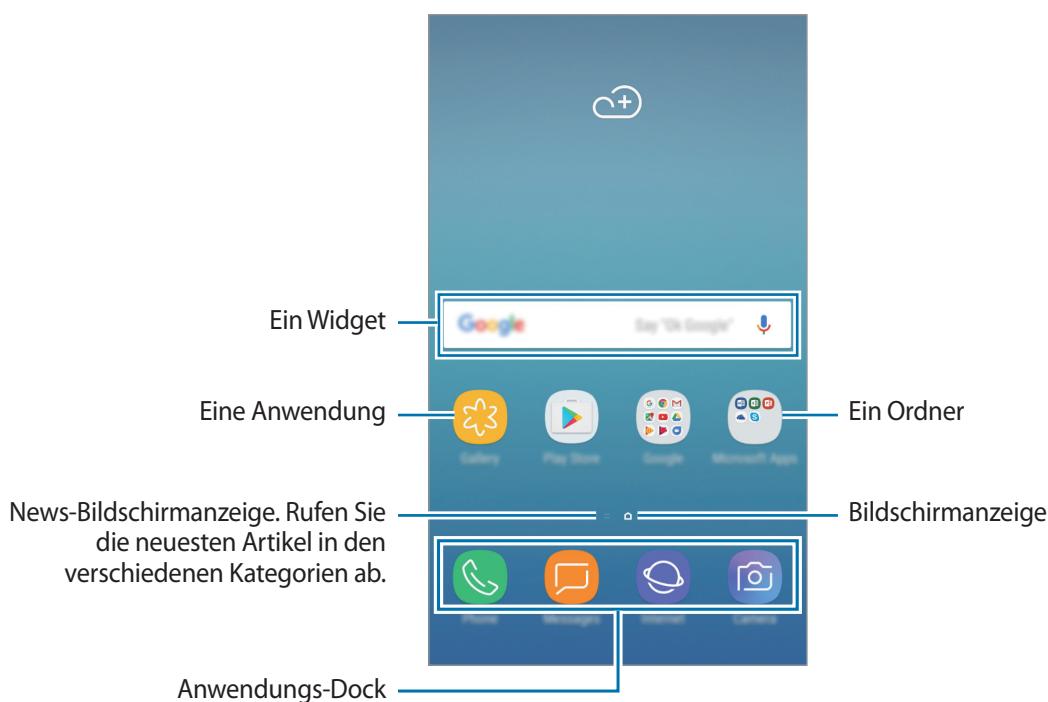 Ein Widget
Google
Say "Ok Google"
Eine Anwendung
Ein Ordner
Gallery
Play Store
Google
Microsoft Apps
News-Bildschirmanzeige. Rufen Sie
die neuesten Artikel in den
verschiedenen Kategorien ab.
Bildschirmanzeige
Phone
Messages
Internet
Camera
Anwendungs-Dock